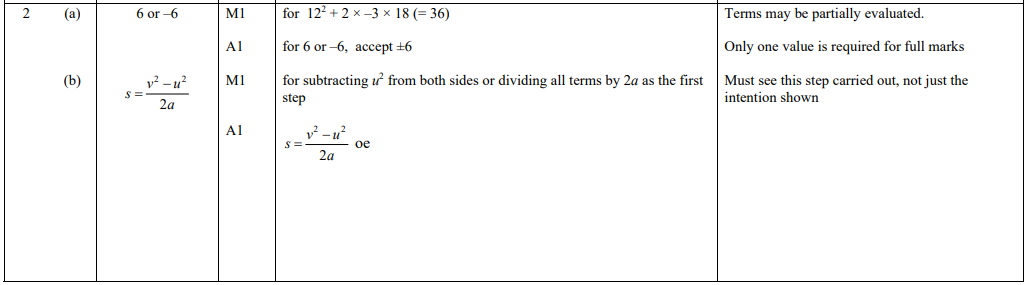 2 (a) 6 or –6 M1 for 12² + 2 × –3 × 18 (= 36) Terms may be partially evaluated.
A1 for 6 or –6, accept ±6 Only one value is required for full marks
(b) s = (v² – u²)/2a M1 for subtracting u² from both sides or dividing all terms by 2a as the first step Must see this step carried out, not just the intention shown
A1 s = (v² – u²)/2a oe